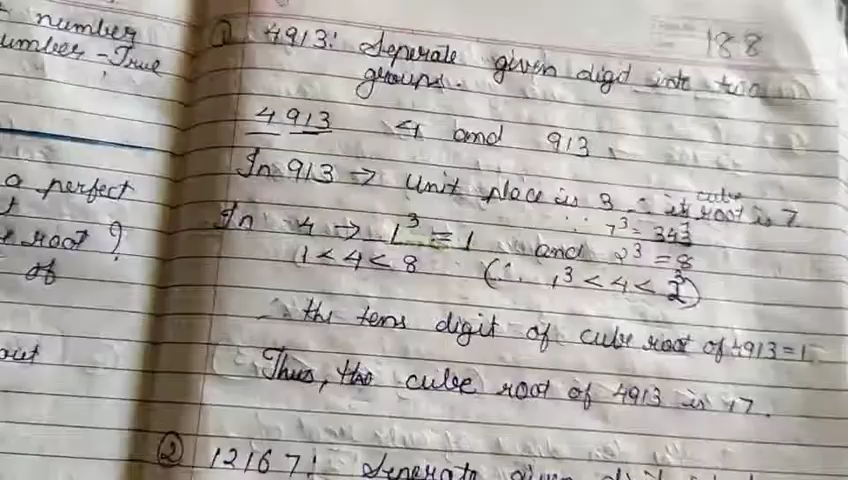 number
umber - True
a perfect
root ?
of
out
188
① 4913: Seperate given digit into two
groups.
4 913 4 and 913
In 913 → Unit place is 3 ∴ its cube root is 7
∵ 7³ = 343
In 4 → 1³ = 1 and 2³ = 8
1 < 4 < 8 (∵ 1³ < 4 < 2³)
∴ the tens digit of cube root of 4913 = 1
Thus, the cube root of 4913 is 17.
② 12167: Seperate given